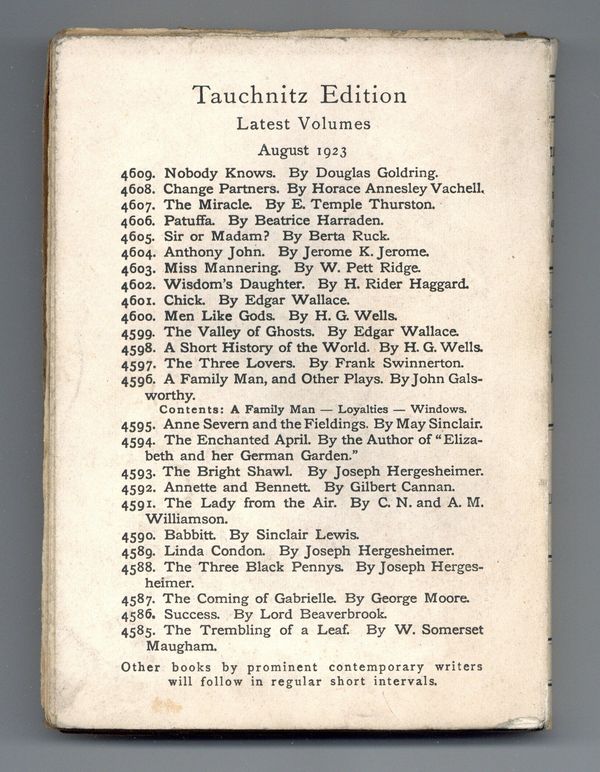 Tauchnitz Edition
Latest Volumes
August 1923
4609. Nobody Knows. By Douglas Goldring.
4608. Change Partners. By Horace Annesley Vachell.
4607. The Miracle. By E. Temple Thurston.
4606. Patuffa. By Beatrice Harraden.
4605. Sir or Madam? By Berta Ruck.
4604. Anthony John. By Jerome K. Jerome.
4603. Miss Mannering. By W. Pett Ridge.
4602. Wisdom's Daughter. By H. Rider Haggard.
4601. Chick. By Edgar Wallace.
4600. Men Like Gods. By H. G. Wells.
4599. The Valley of Ghosts. By Edgar Wallace.
4598. A Short History of the World. By H. G. Wells.
4597. The Three Lovers. By Frank Swinnerton.
4596. A Family Man, and Other Plays. By John Gals-
worthy.
Contents: A Family Man — Loyalties — Windows.
4595. Anne Severn and the Fieldings. By May Sinclair.
4594. The Enchanted April. By the Author of "Eliza-
beth and her German Garden."
4593. The Bright Shawl. By Joseph Hergesheimer.
4592. Annette and Bennett. By Gilbert Cannan.
4591. The Lady from the Air. By C. N. and A. M.
Williamson.
4590. Babbitt. By Sinclair Lewis.
4589. Linda Condon. By Joseph Hergesheimer.
4588. The Three Black Pennys. By Joseph Herges-
heimer.
4587. The Coming of Gabrielle. By George Moore.
4586. Success. By Lord Beaverbrook.
4585. The Trembling of a Leaf. By W. Somerset
Maugham.
Other books by prominent contemporary writers
will follow in regular short intervals.